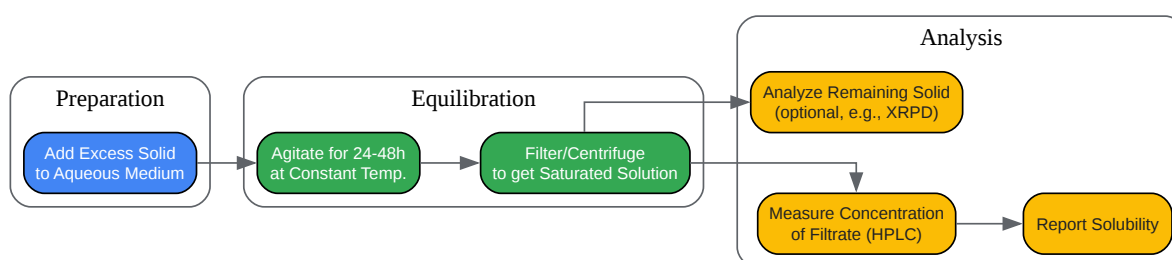 Preparation
Add Excess Solid
to Aqueous Medium
Equilibration
Agitate for 24-48h
at Constant Temp.
Filter/Centrifuge
to get Saturated Solution
Analysis
Analyze Remaining Solid
(optional, e.g., XRPD)
Measure Concentration
of Filtrate (HPLC)
Report Solubility